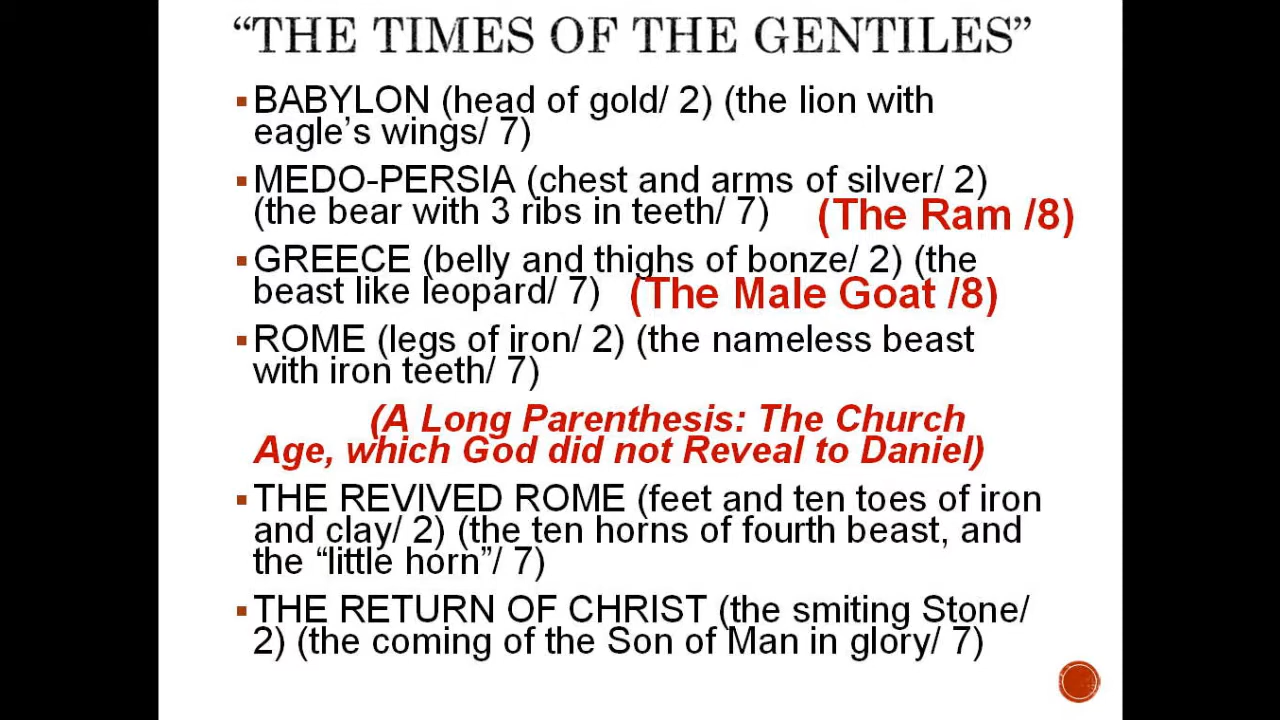 “THE TIMES OF THE GENTILES”
▪BABYLON (head of gold/ 2) (the lion with
eagle’s wings/ 7)
▪MEDO-PERSIA (chest and arms of silver/ 2)
(the bear with 3 ribs in teeth/ 7) (The Ram /8)
▪GREECE (belly and thighs of bonze/ 2) (the
beast like leopard/ 7) (The Male Goat /8)
▪ROME (legs of iron/ 2) (the nameless beast
with iron teeth/ 7)
(A Long Parenthesis: The Church
Age, which God did not Reveal to Daniel)
▪THE REVIVED ROME (feet and ten toes of iron
and clay/ 2) (the ten horns of fourth beast, and
the “little horn”/ 7)
▪THE RETURN OF CHRIST (the smiting Stone/
2) (the coming of the Son of Man in glory/ 7)